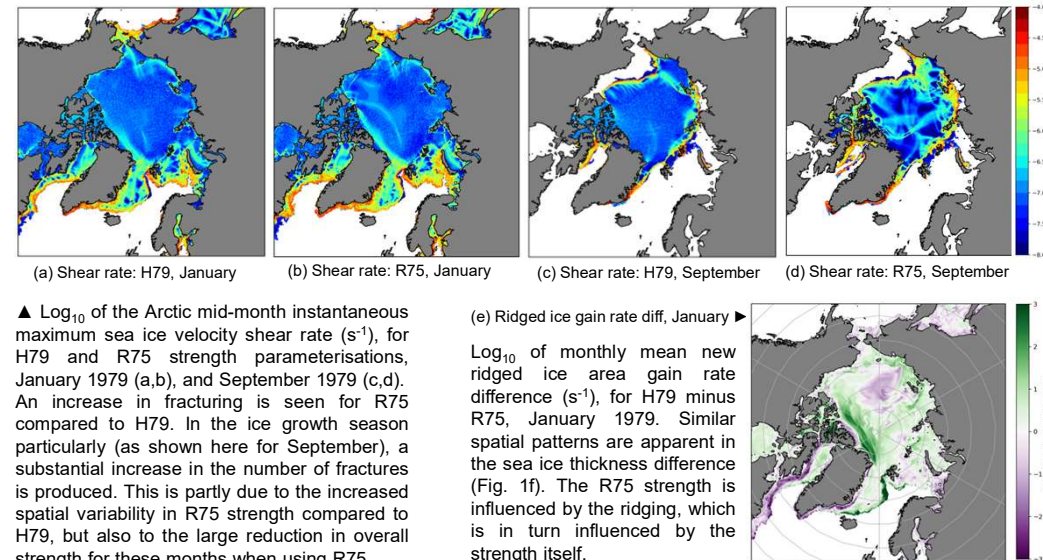 (a) Shear rate: H79, January
(b) Shear rate: R75, January
(c) Shear rate: H79, September
(d) Shear rate: R75, September
▲ Log10 of the Arctic mid-month instantaneous
maximum sea ice velocity shear rate (s-1), for
H79 and R75 strength parameterisations,
January 1979 (a,b), and September 1979 (c,d).
An increase in fracturing is seen for R75
compared to H79. In the ice growth season
particularly (as shown here for September), a
substantial increase in the number of fractures
is produced. This is partly due to the increased
spatial variability in R75 strength compared to
H79, but also to the large reduction in overall
strength for these months when using R75.
(e) Ridged ice gain rate diff, January ►
Log10 of monthly mean new
ridged ice area gain rate
difference (s-1), for H79 minus
R75, January 1979. Similar
spatial patterns are apparent in
the sea ice thickness difference
(Fig. 1f). The R75 strength is
influenced by the ridging, which
is in turn influenced by the
strength itself.
3
2
1
0
-1
-2